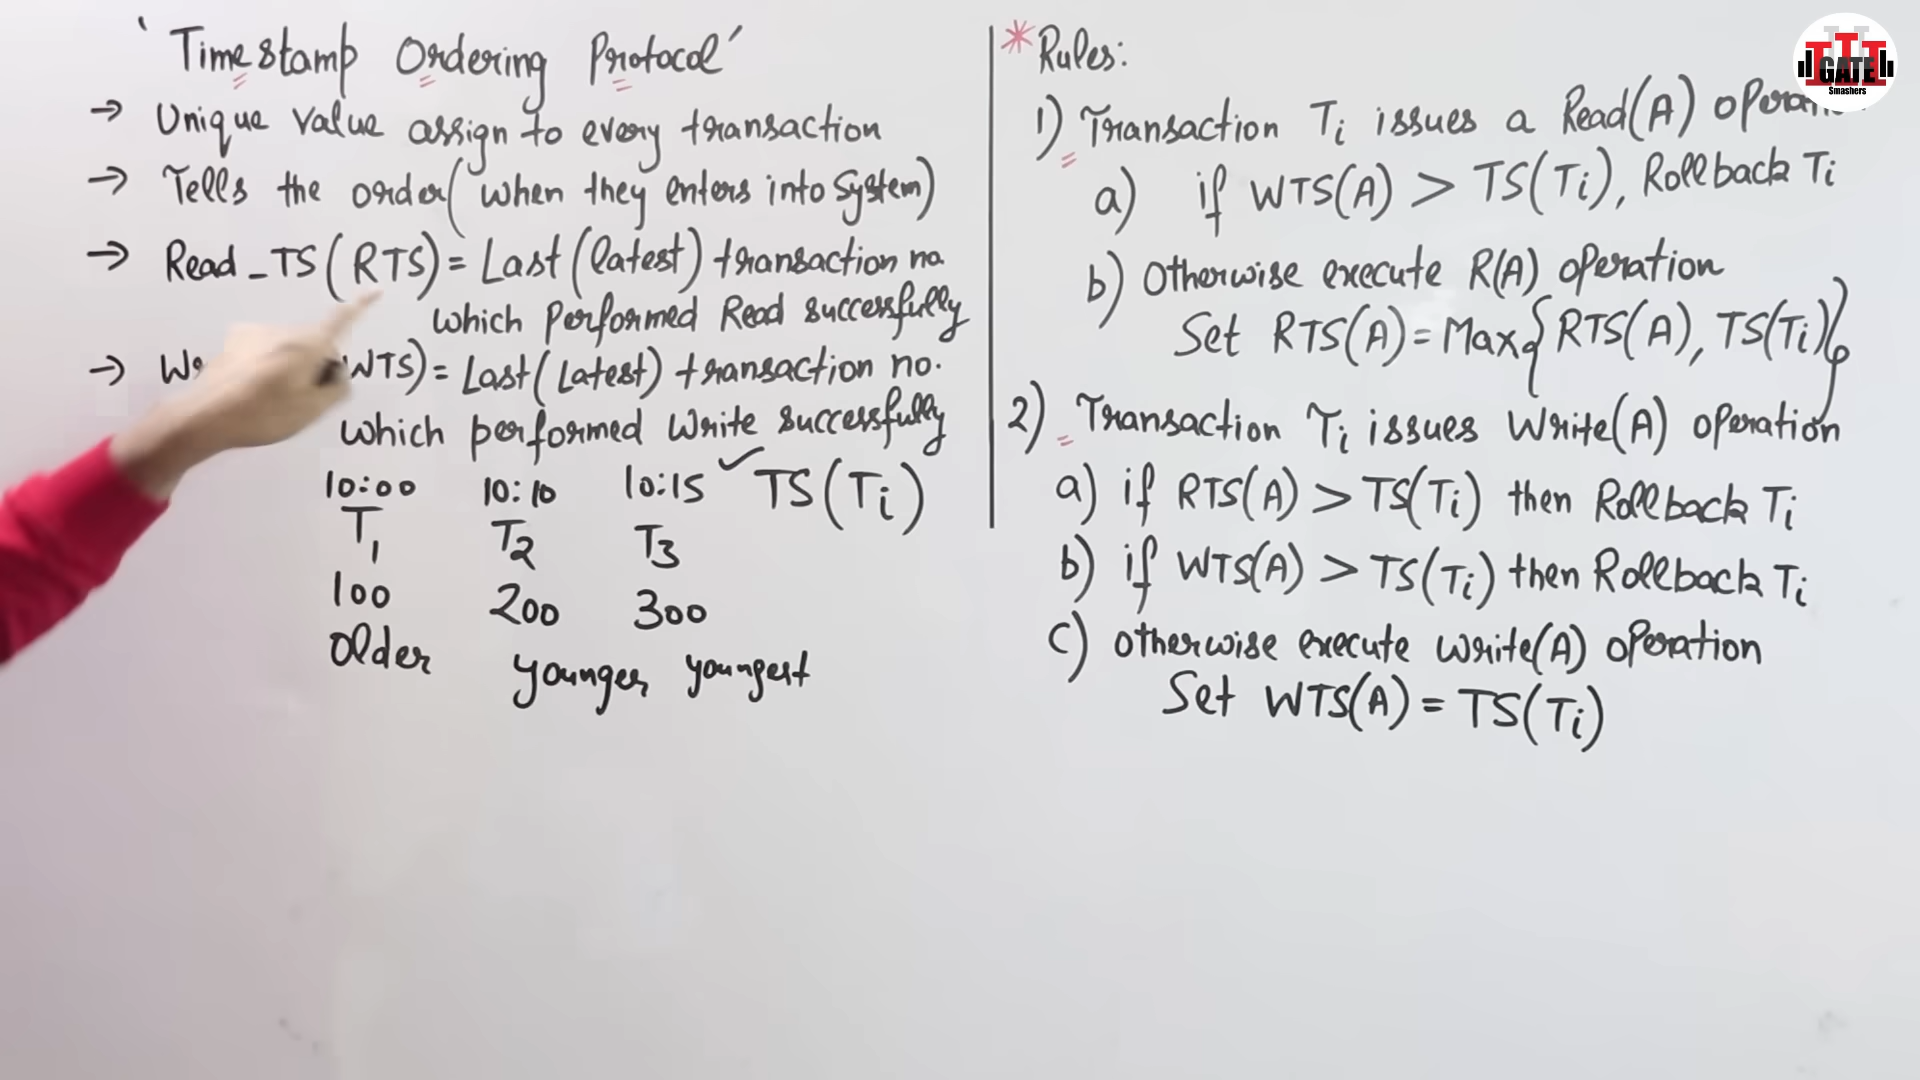 'Timestamp Ordering Protocol'
→ Unique value assign to every transaction
→ Tells the order (when they enters into System)
→ Read_TS (RTS) = Last (latest) transaction no.
which performed Read successfully
→ WTS) = Last (Latest) transaction no.
which performed write successfully
10:00 10:10 10:15 ✓ TS(Ti)
T1 T2 T3
100 200 300
older younger youngest
* Rules:
1) Transaction Ti issues a Read(A)
a) if WTS(A) > TS(Ti), Rollback Ti
b) Otherwise execute R(A) operation
Set RTS(A) = Max{RTS(A), TS(Ti)}
2) Transaction Ti issues Write(A) operation
a) if RTS(A) > TS(Ti) then Rollback Ti
b) if WTS(A) > TS(Ti) then Rollback Ti
c) otherwise execute write(A) operation
Set WTS(A) = TS(Ti)
GATE
Smashers